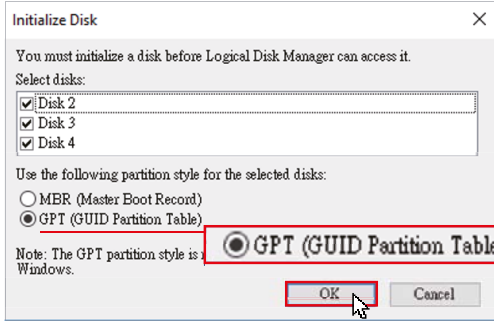 Initialize Disk
You must initialize a disk before Logical Disk Manager can access it.
Select disks:
Disk 2
Disk 3
Disk 4
Use the following partition style for the selected disks:
MBR (Master Boot Record)
GPT (GUID Partition Table)
GPT (GUID Partition Table
Note: The GPT partition style is
Windows.
OK
Cancel